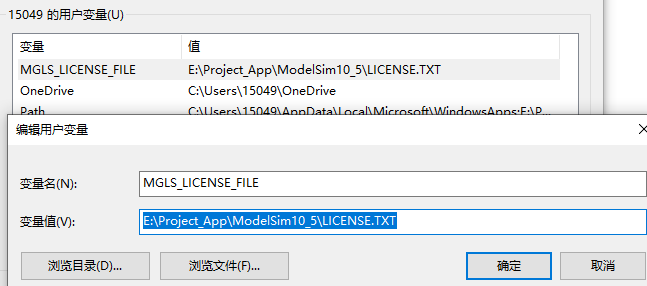 15049 的用户变量(U)
变量 值
MGLS_LICENSE_FILE E:\Project_App\ModelSim10_5\LICENSE.TXT
OneDrive C:\Users\15049\OneDrive
Path C:\Users\15049\AppData\Local\Microsoft\WindowsApps;E:\P...
编辑用户变量
变量名(N): MGLS_LICENSE_FILE
变量值(V): E:\Project_App\ModelSim10_5\LICENSE.TXT
浏览目录(D)... 浏览文件(F)... 确定 取消